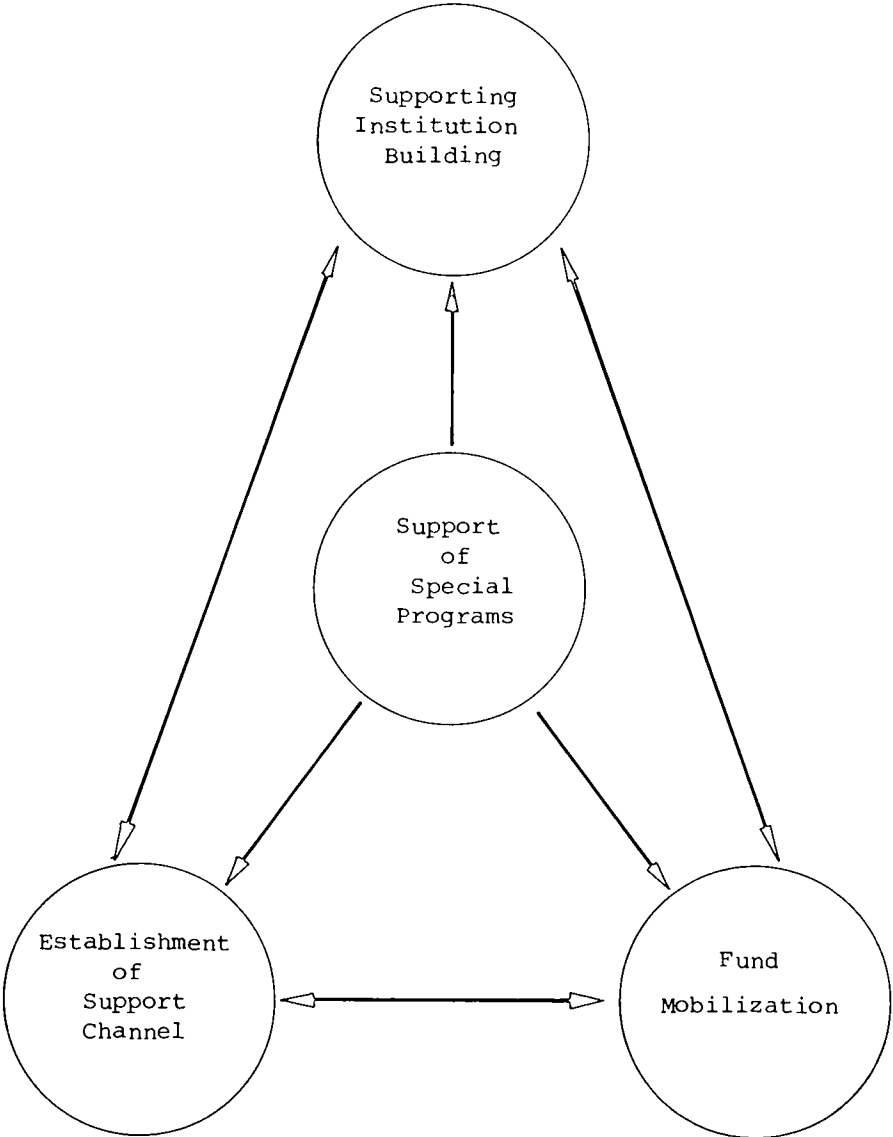 Supporting
Institution
Building
Support
of
Special
Programs
Establishment
of
Support
Channel
Fund
Mobilization